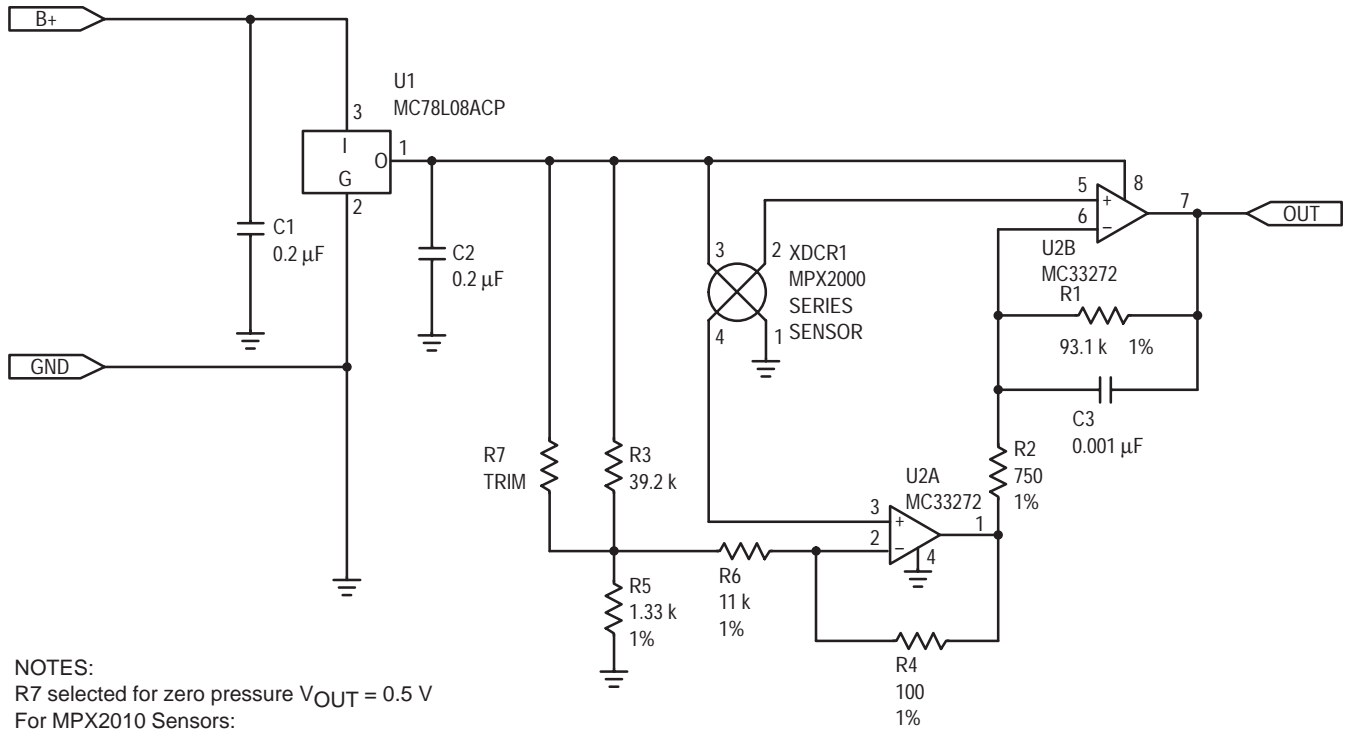 B+
U1
MC78L08ACP
3
I
O
1
G
2
C1
0.2 µF
C2
0.2 µF
GND
3
2
XDCR1
MPX2000
SERIES
SENSOR
4
1
5
+
8
6
–
7
OUT
U2B
MC33272
R1
93.1 k 1%
C3
0.001 µF
R7
TRIM
R3
39.2 k
R2
750
1%
U2A
MC33272
3
+
1
2
–
4
R6
11 k
1%
R5
1.33 k
1%
R4
100
1%
NOTES:
R7 selected for zero pressure VOUT = 0.5 V
For MPX2010 Sensors: